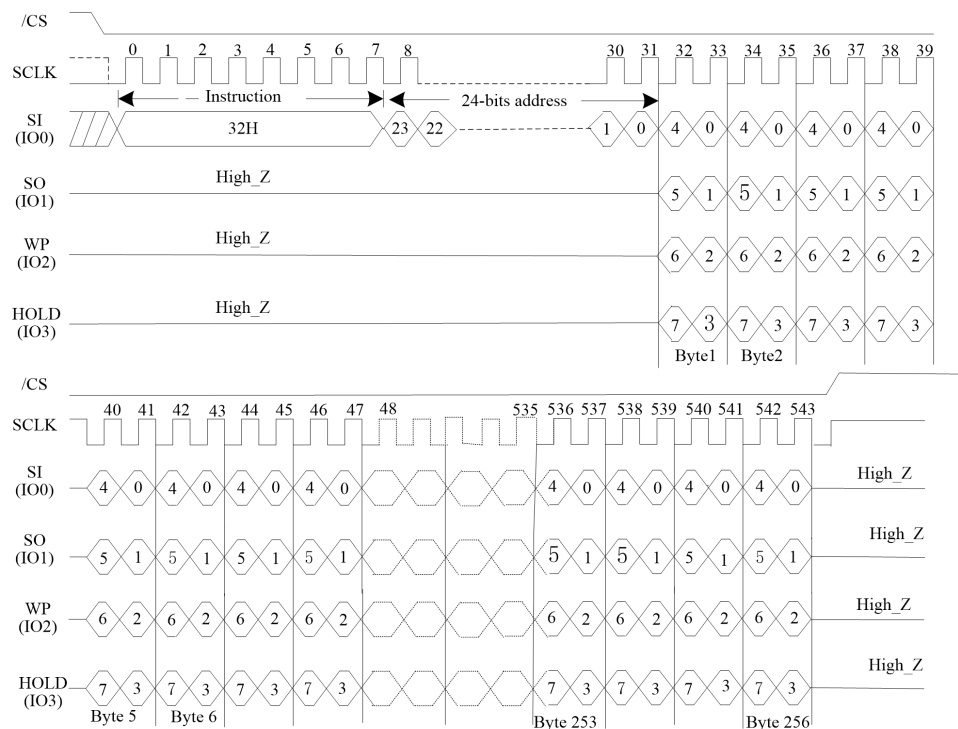 /CS
0 1 2 3 4 5 6 7 8 30 31 32 33 34 35 36 37 38 39
SCLK
Instruction 24-bits address
SI
(IO0)
32H 23 22 1 0 4 0 4 0 4 0 4 0
High_Z
SO
(IO1)
5 1 5 1 5 1 5 1
High_Z
WP
(IO2)
6 2 6 2 6 2 6 2
High_Z
HOLD
(IO3)
7 3 7 3 7 3 7 3
Byte1 Byte2
/CS
40 41 42 43 44 45 46 47 48 535 536 537 538 539 540 541 542 543
SCLK
SI
(IO0)
4 0 4 0 4 0 4 0 4 0 4 0 4 0 4 0
High_Z
SO
(IO1)
5 1 5 1 5 1 5 1 5 1 5 1 5 1 5 1
High_Z
WP
(IO2)
6 2 6 2 6 2 6 2 6 2 6 2 6 2 6 2
High_Z
HOLD
(IO3)
7 3 7 3 7 3 7 3 7 3 7 3 7 3 7 3
High_Z
Byte 5 Byte 6 Byte 253 Byte 256